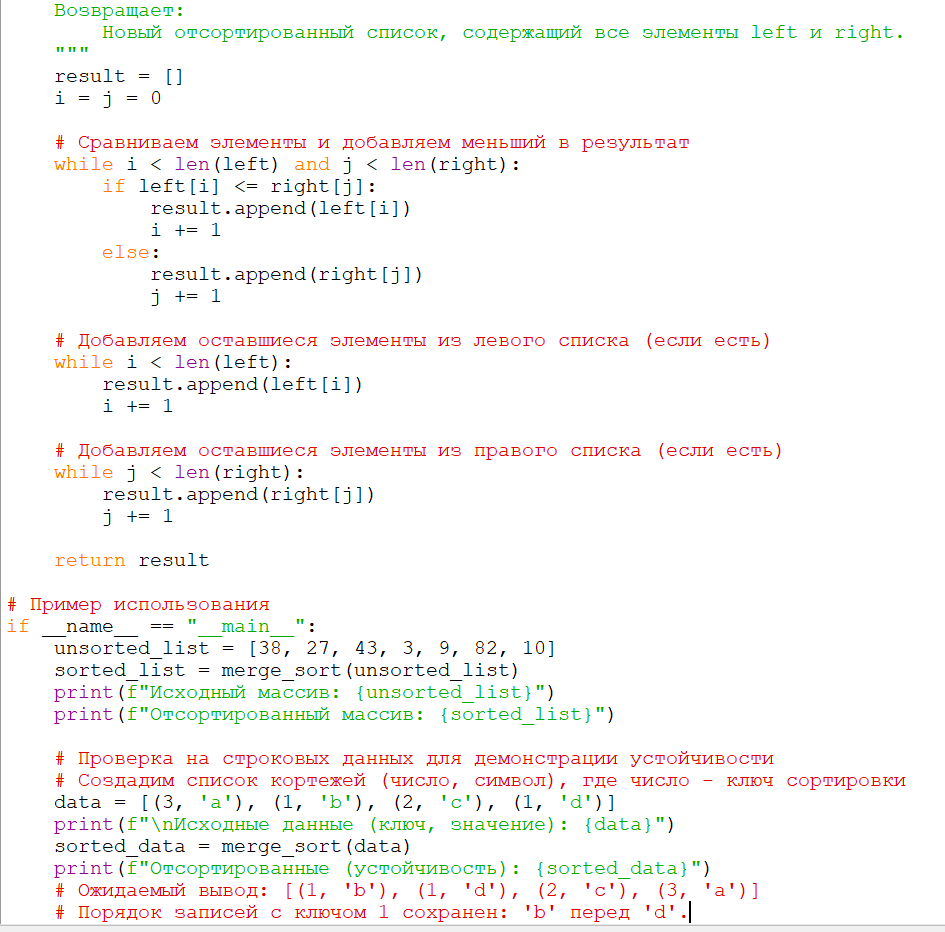 Возвращает:
Новый отсортированный список, содержащий все элементы left и right.
"""
result = []
i = j = 0
# Сравниваем элементы и добавляем меньший в результат
while i < len(left) and j < len(right):
if left[i] <= right[j]:
result.append(left[i])
i += 1
else:
result.append(right[j])
j += 1
# Добавляем оставшиеся элементы из левого списка (если есть)
while i < len(left):
result.append(left[i])
i += 1
# Добавляем оставшиеся элементы из правого списка (если есть)
while j < len(right):
result.append(right[j])
j += 1
return result
# Пример использования
if __name__ == "__main__":
unsorted_list = [38, 27, 43, 3, 9, 82, 10]
sorted_list = merge_sort(unsorted_list)
print(f"Исходный массив: {unsorted_list}")
print(f"Отсортированный массив: {sorted_list}")
# Проверка на строковых данных для демонстрации устойчивости
# Создадим список кортежей (число, символ), где число - ключ сортировки
data = [(3, 'a'), (1, 'b'), (2, 'c'), (1, 'd')]
print(f"\nИсходные данные (ключ, значение): {data}")
sorted_data = merge_sort(data)
print(f"Отсортированные (устойчивость): {sorted_data}")
# Ожидаемый вывод: [(1, 'b'), (1, 'd'), (2, 'c'), (3, 'a')]
# Порядок записей с ключом 1 сохранен: 'b' перед 'd'.